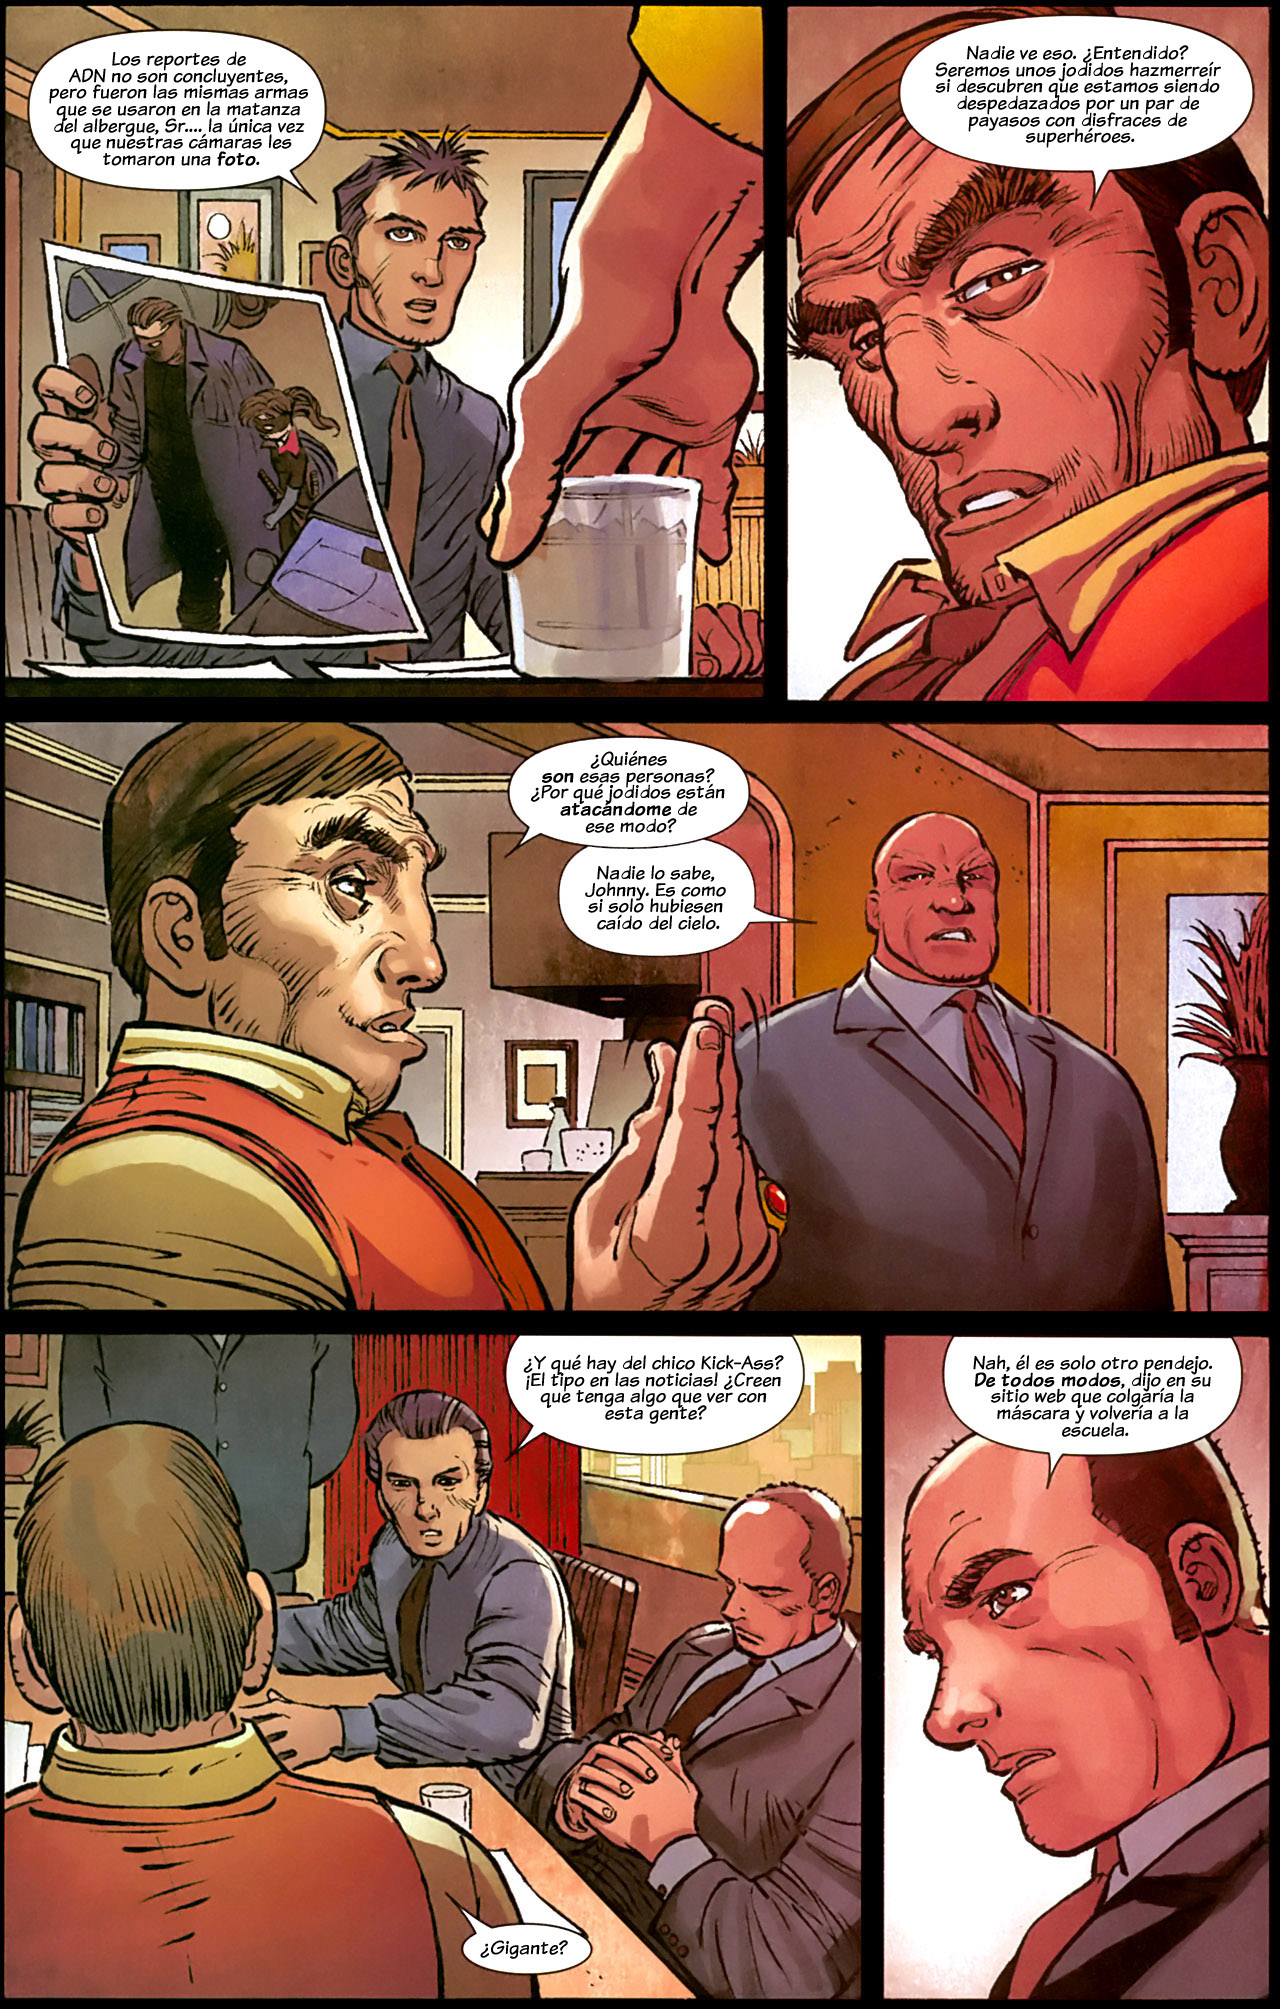 Los reportes de
ADN no son concluyentes,
pero fueron las mismas armas
que se usaron en la matanza
del albergue, Sr.... la única vez
que nuestras cámaras les
tomaron una foto.
Nadie ve eso. ¿Entendido?
Seremos unos jodidos hazmerreír
si descubren que estamos siendo
despedazados por un par de
payasos con disfraces de
superhéroes.
¿Quiénes
son esas personas?
¿Por qué jodidos están
atacándome de
ese modo?
Nadie lo sabe,
Johnny. Es como
si solo hubiesen
caído del cielo.
¿Y qué hay del chico Kick-Ass?
¡El tipo en las noticias! ¿Creen
que tenga algo que ver con
esta gente?
¿Gigante?
Nah, él es solo otro pendejo.
De todos modos, dijo en su
sitio web que colgaría la
máscara y volvería a la
escuela.